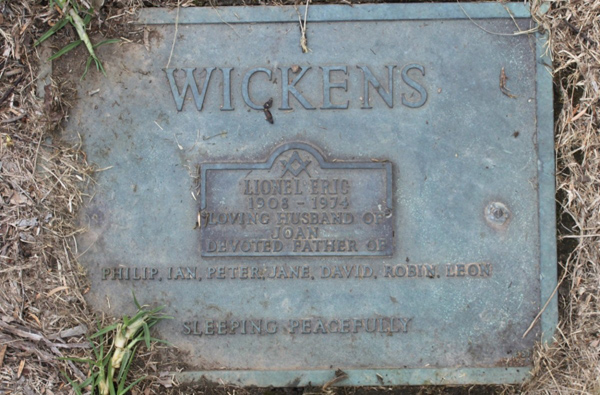 WICKENS
LIONEL ERIC
1908 - 1974
LOVING HUSBAND OF
JOAN
DEVOTED FATHER OF
PHILIP, IAN, PETER, JANE, DAVID, ROBIN, LEON
SLEEPING PEACEFULLY